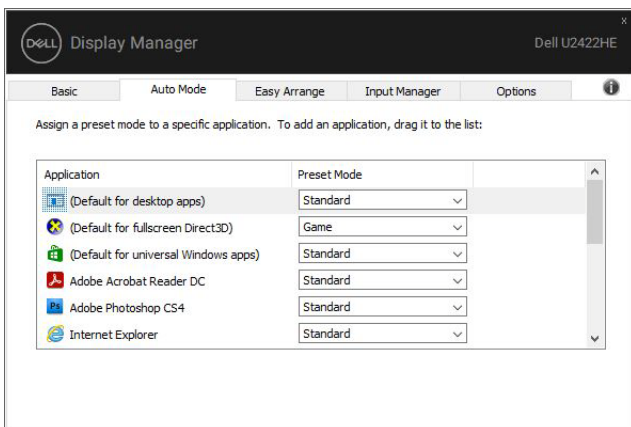 x
DELL Display Manager Dell U2422HE
Basic Auto Mode Easy Arrange Input Manager Options i
Assign a preset mode to a specific application. To add an application, drag it to the list:
Application Preset Mode
(Default for desktop apps) Standard
(Default for fullscreen Direct3D) Game
(Default for universal Windows apps) Standard
Adobe Acrobat Reader DC Standard
Ps Adobe Photoshop CS4 Standard
Internet Explorer Standard